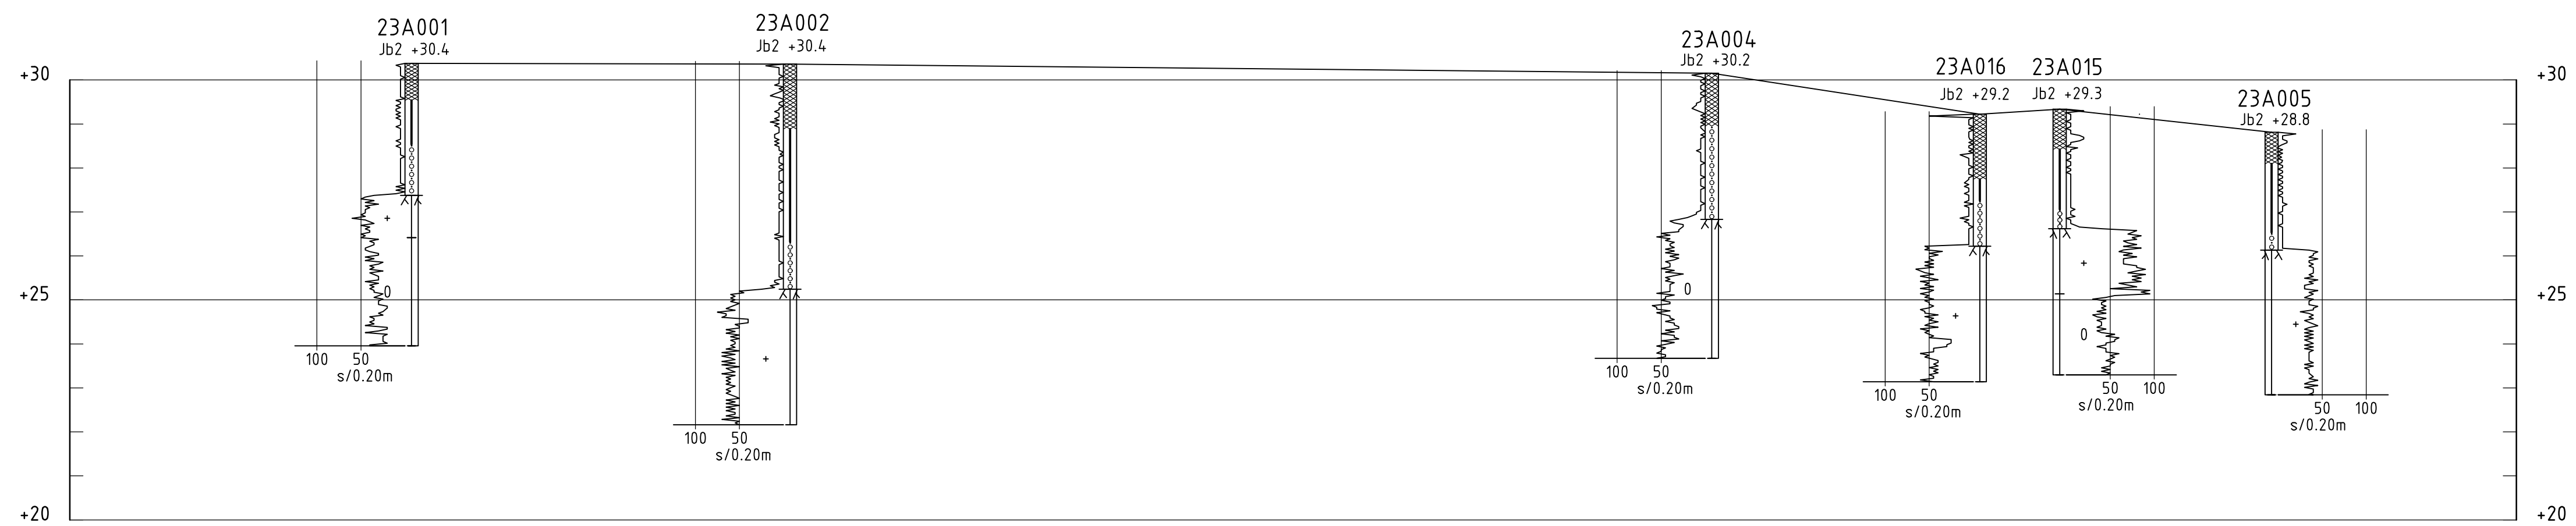 23A001
Jb2 +30.4
23A002
Jb2 +30.4
23A004
Jb2 +30.2
23A016
Jb2 +29.2
23A015
Jb2 +29.3
23A005
Jb2 +28.8
+30
+30
+25
+25
+20
+20
+
0
100 50
s/0.20m
+
100 50
s/0.20m
0
100 50
s/0.20m
+
100 50
s/0.20m
+
0
50 100
s/0.20m
+
50 100
s/0.20m